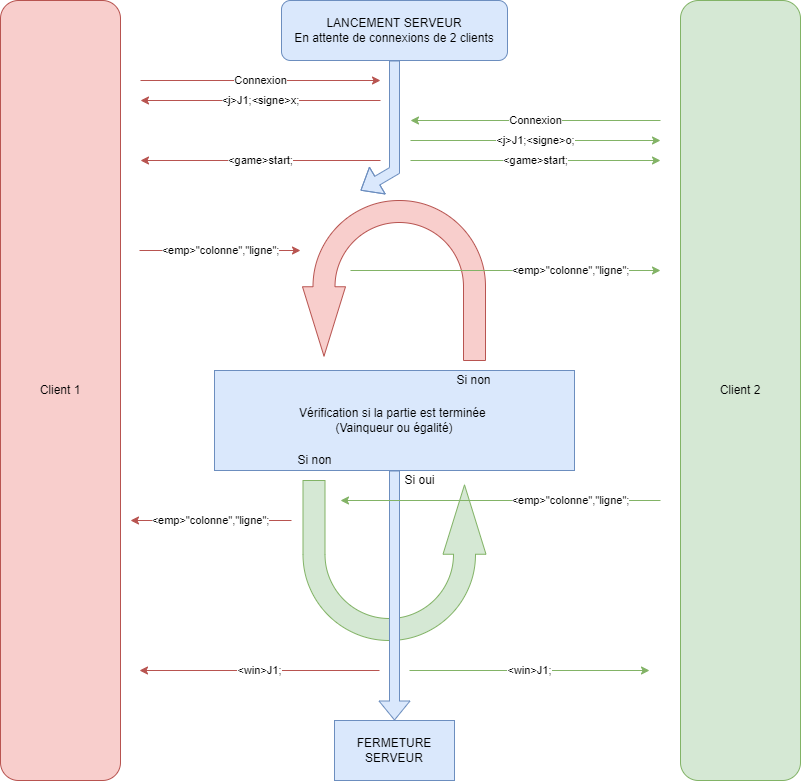 LANCEMENT SERVEUR
En attente de connexions de 2 clients
Connexion
<j>J1;<signe>x;
Connexion
<j>J1;<signe>o;
<game>start;
<game>start;
<emp>"colonne","ligne";
<emp>"colonne","ligne";
Si non
Client 1
Client 2
Vérification si la partie est terminée
(Vainqueur ou égalité)
Si non
Si oui
<emp>"colonne","ligne";
<emp>"colonne","ligne";
<win>J1;
<win>J1;
FERMETURE
SERVEUR